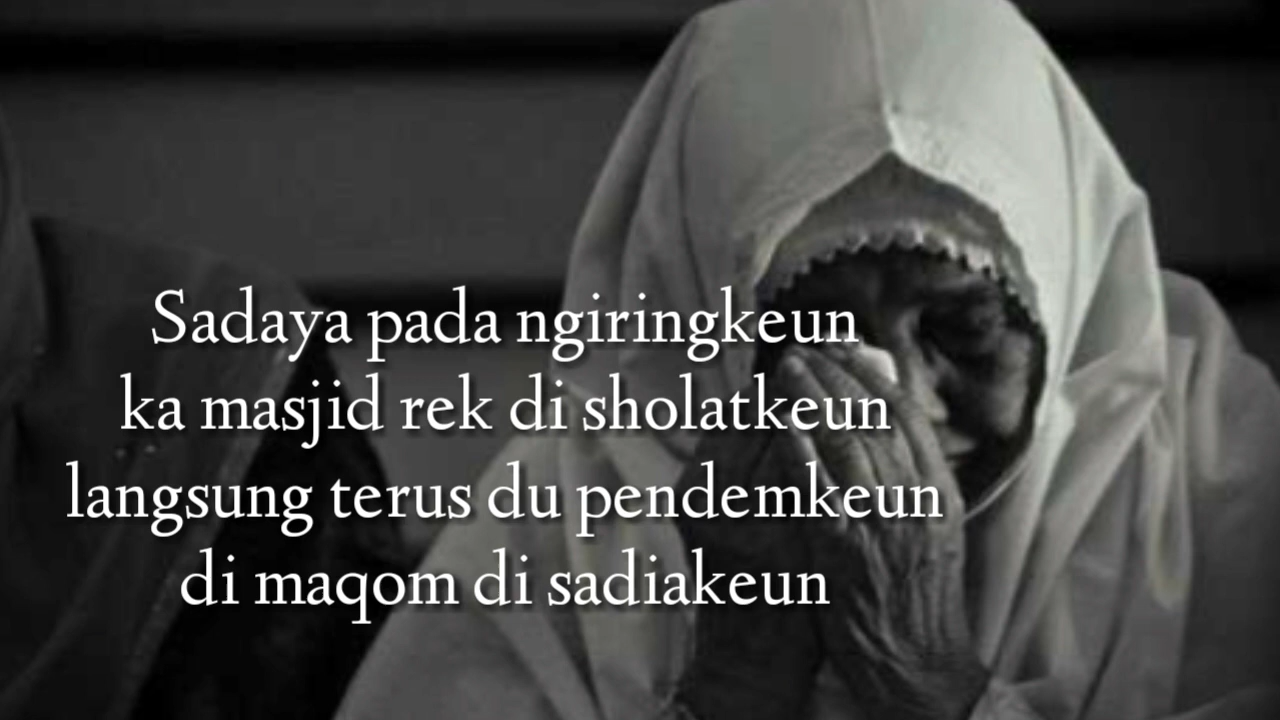 Sadaya pada ngiringkeun
ka masjid rek di sholatkeun
langsung terus du pendemkeun
di maqom di sadiakeun